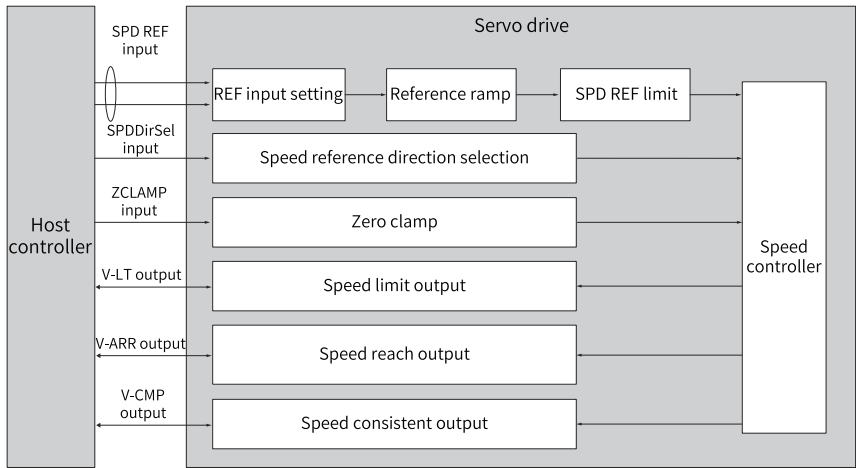 Servo drive
SPD REF
input
REF input setting
Reference ramp
SPD REF limit
SPDDirSel
input
Speed reference direction selection
ZCLAMP
input
Zero clamp
Host
controller
Speed
controller
V-LT output
Speed limit output
V-ARR output
Speed reach output
V-CMP
output
Speed consistent output